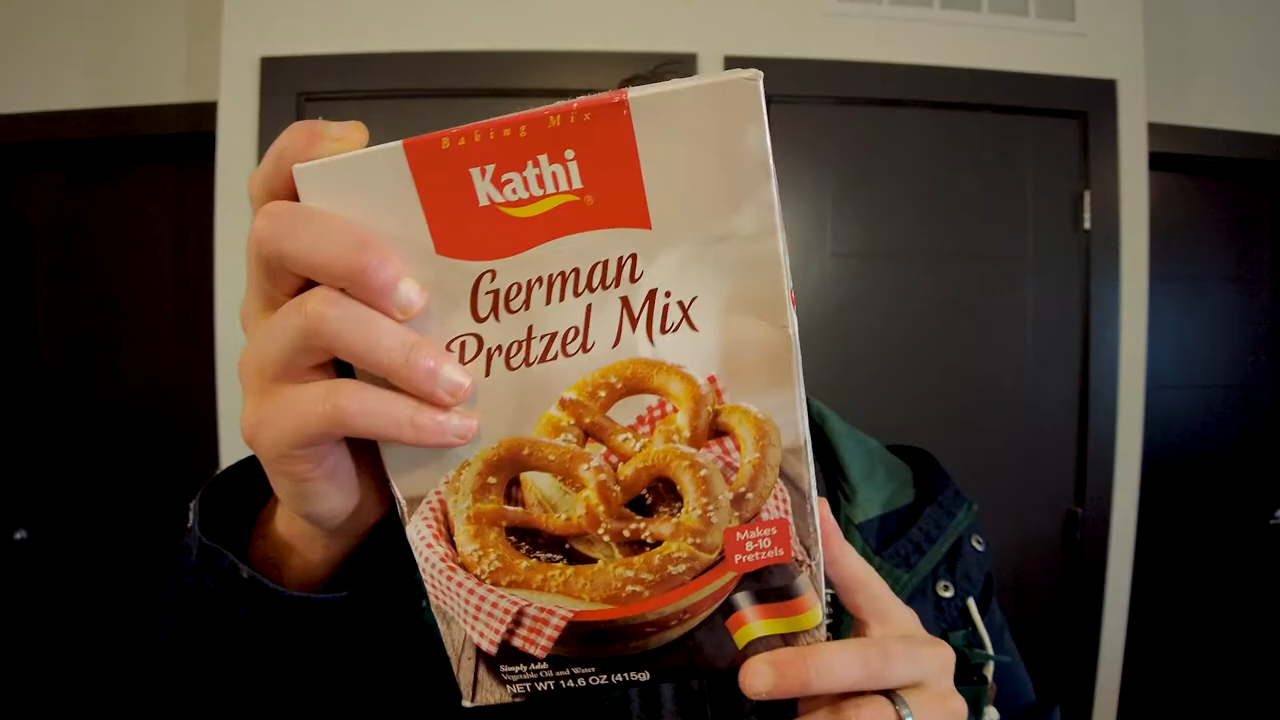 Baking Mix
Kathi®
German
Pretzel Mix
Makes
8-10
Pretzels
Simply Add:
Vegetable Oil and Water
NET WT 14.6 OZ (415g)